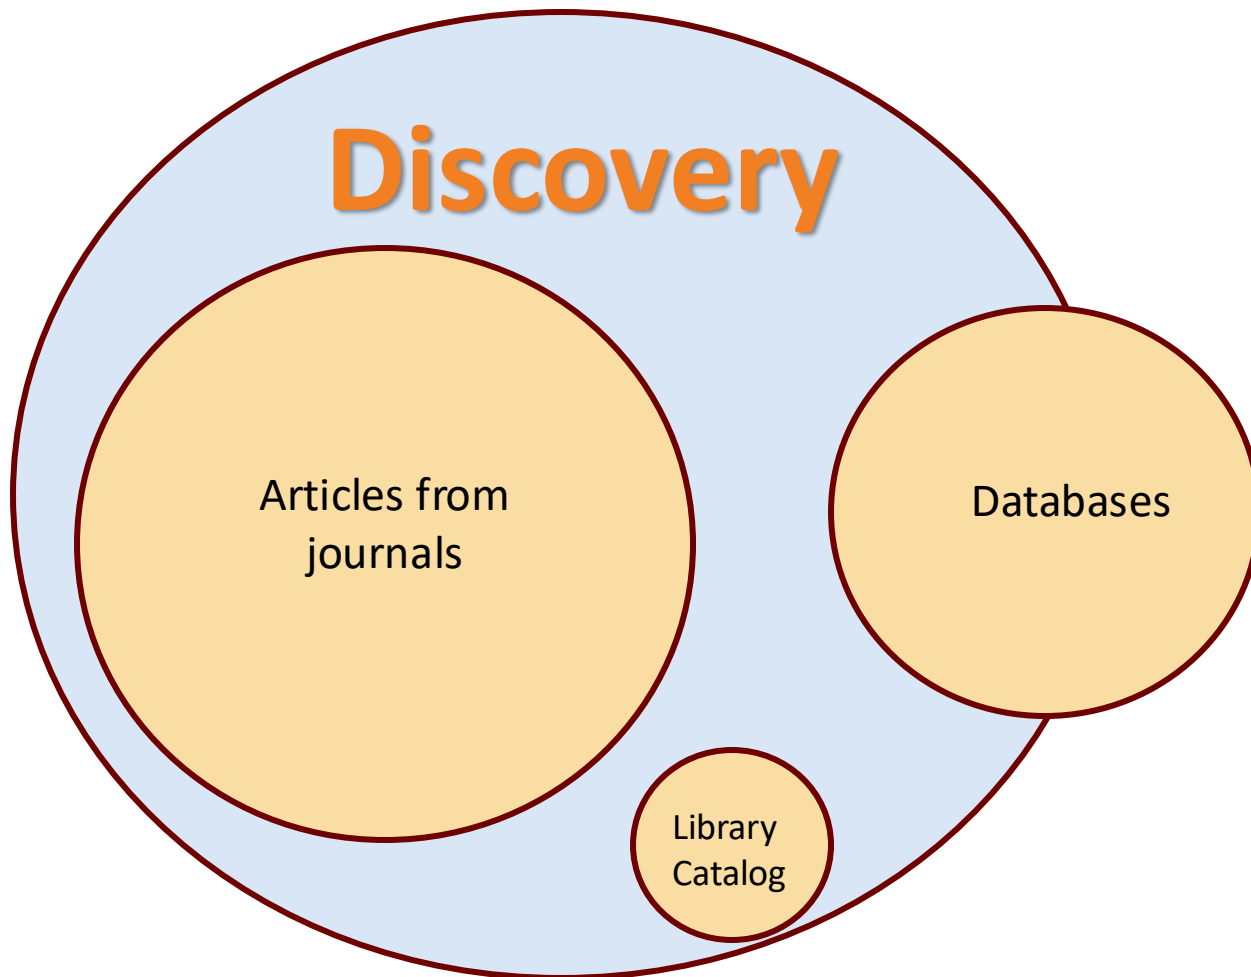 Discovery
Articles from
journals
Databases
Library
Catalog